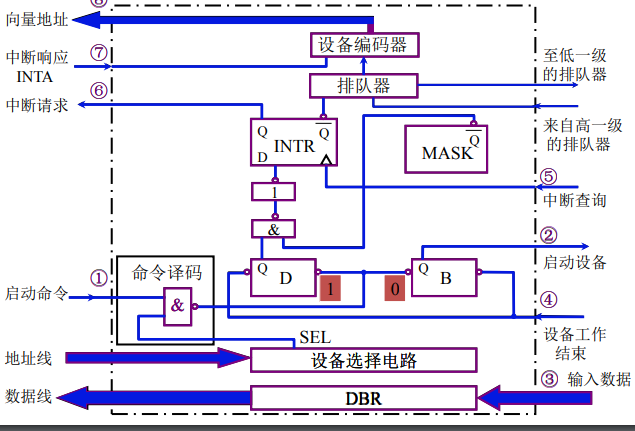 ⑧
向量地址
设备编码器
中断响应
INTA
⑦
至低一级
的排队器
排队器
⑥
中断请求
来自高一级
的排队器
Q
Q
D
INTR
Q
MASK
⑤
中断查询
1
&
②
启动设备
Q
D
1
0
Q
B
命令译码
①
启动命令
&
④
设备工作
结束
SEL
地址线
设备选择电路
③ 输入数据
数据线
DBR